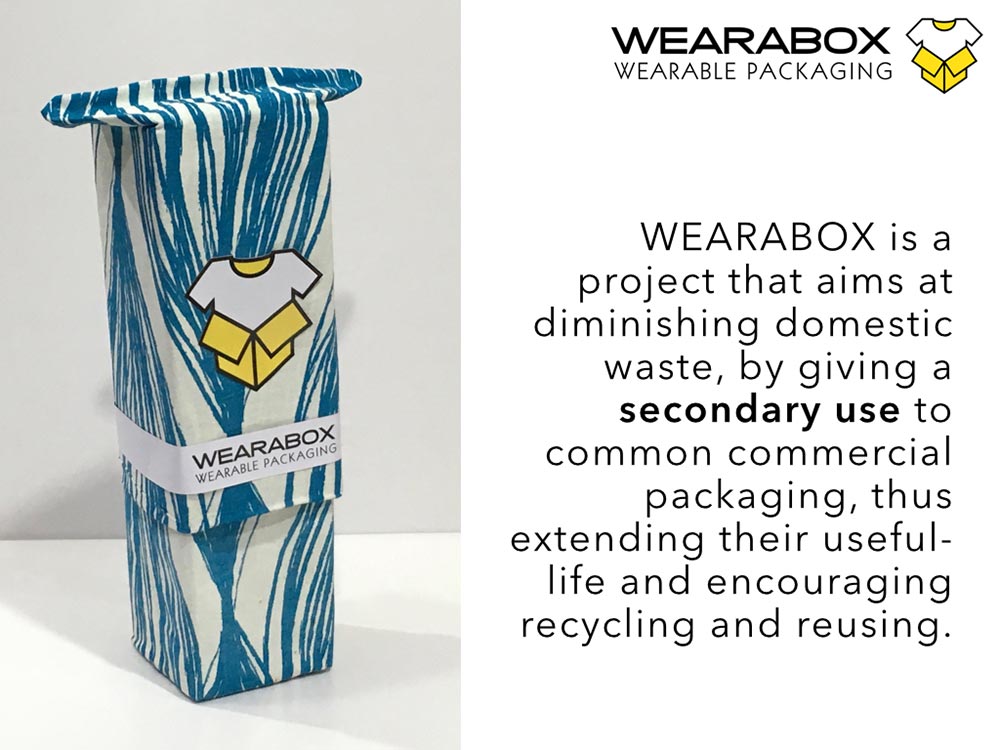 WEARABOX
WEARABLE PACKAGING
WEARABOX
WEARABLE PACKAGING
WEARABOX is a
project that aims at
diminishing domestic
waste, by giving a
secondary use to
common commercial
packaging, thus
extending their useful-
life and encouraging
recycling and reusing.